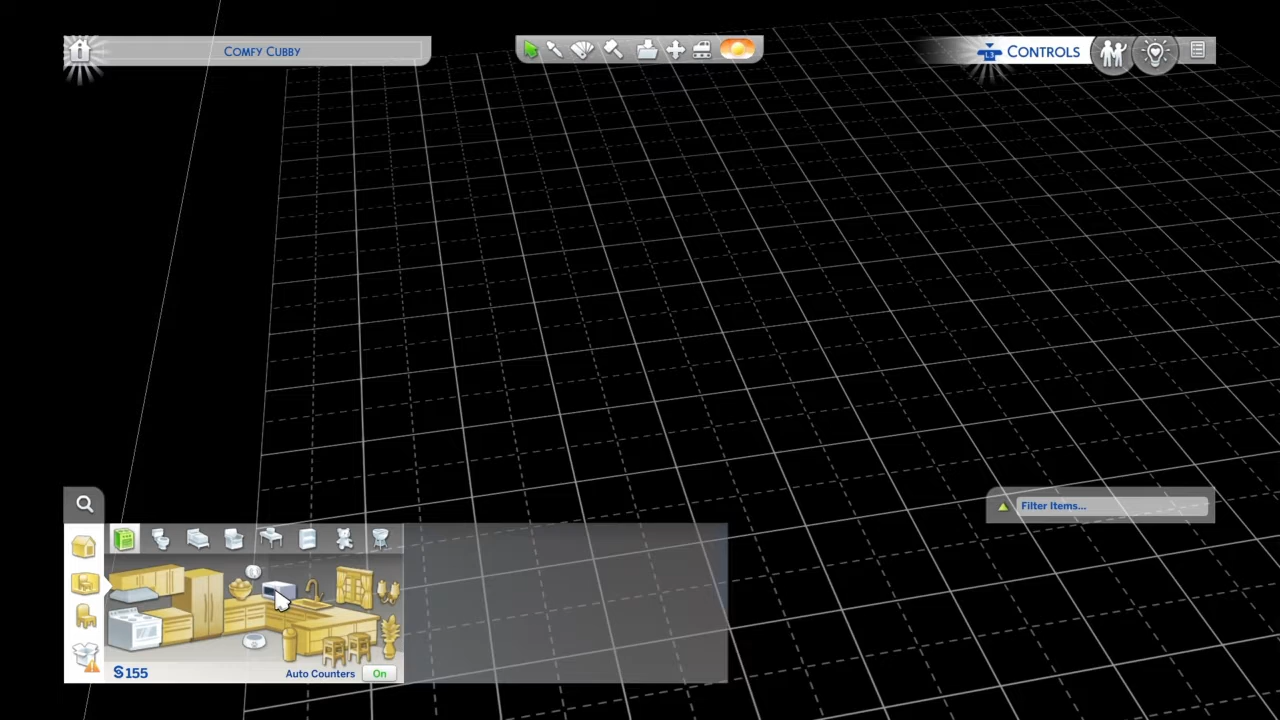 COMFY CUBBY
CONTROLS
Filter Items...
$155
Auto Counters
On